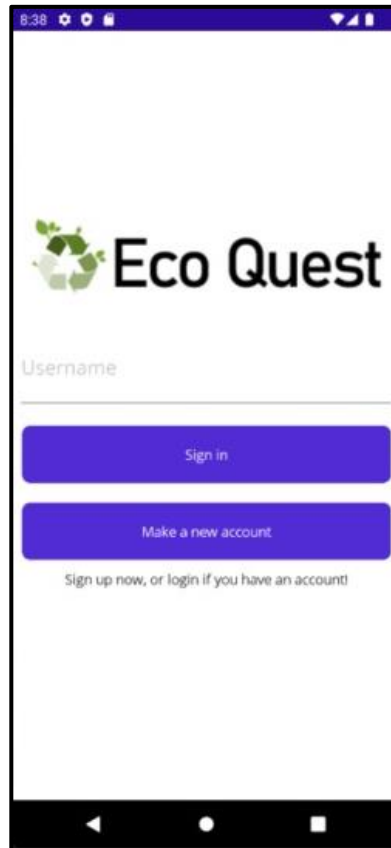 8:38
Eco Quest
Username
Sign in
Make a new account
Sign up now, or login if you have an account!